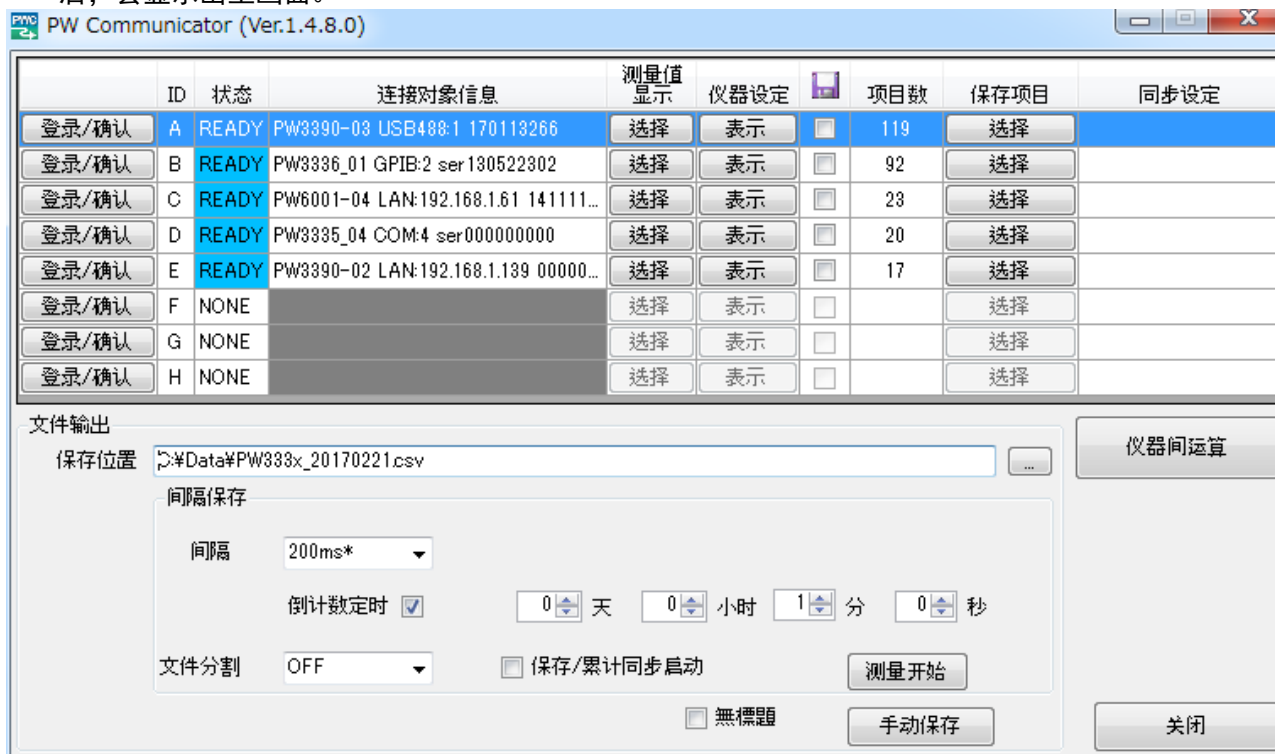 后，会显示出主画面。
PW Communicator (Ver.1.4.8.0)
ID 状态 连接对象信息 测量值显示 仪器设定 项目数 保存项目 同步设定
登录/确认 A READY PW3390-03 USB488:1 170113266 选择 表示 119 选择
登录/确认 B READY PW3336_01 GPIB:2 ser130522302 选择 表示 92 选择
登录/确认 C READY PW6001-04 LAN:192.168.1.61 141111... 选择 表示 23 选择
登录/确认 D READY PW3335_04 COM:4 ser000000000 选择 表示 20 选择
登录/确认 E READY PW3390-02 LAN:192.168.1.139 00000... 选择 表示 17 选择
登录/确认 F NONE 选择 表示 选择
登录/确认 G NONE 选择 表示 选择
登录/确认 H NONE 选择 表示 选择
文件输出
保存位置 D:¥Data¥PW333x_20170221.csv ... 仪器间运算
间隔保存
间隔 200ms*
倒计数定时 0 天 0 小时 1 分 0 秒
文件分割 OFF 保存/累计同步启动 测量开始
無標題 手动保存 关闭